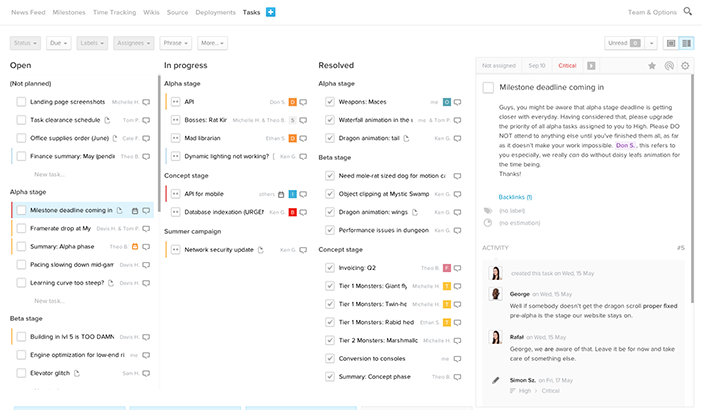 News Feed Milestones Time Tracking Wikis Source Deployments Tasks + Team & Options
Status Due Labels Assignees Phrase More... Unread 0
Open
(Not planned)
Landing page screenshots Michelle H.
Task clearance schedule Tom P.
Office supplies order (June) Cate F.
Finance summary: May (pendin Theo B.
New task...
Alpha stage
Milestone deadline coming in
Framerate drop at My Davis H. & Tom P.
Summary: Alpha phase Theo B.
Pacing slowing down mid-gam Davis H.
Learning curve too steep? Davis H.
New task...
Beta stage
Building in lvl 5 is TOO DAMN Davis H.
Engine optimization for low-end ri me
Elevator glitch Sam H.
In progress
Alpha stage
API Don S.
Bosses: Rat Kir Michelle H. & Theo B. S
Mad librarian Ethan S.
Dynamic lighting not working? Ken G.
Concept stage
API for mobile others I
Database indexation (URGEN Ken G.
Summer campaign
Network security update Ken G.
Resolved
Alpha stage
Weapons: Maces me
Waterfall animation in the s me & Tom P.
Dragon animation: tail Ken G.
Beta stage
Need mole-rat sized dog for motion ca
Object clipping at Mystic Swamp Ken G.
Dragon animation: wings Ken G.
Performance issues in dungeon Ken G.
Concept stage
Invoicing: Q2 Theo B. F
Tier 1 Monsters: Giant fly Michelle H. T
Tier 1 Monsters: Twin-he Michelle H. T
Tier 1 Monsters: Rabid hed Ethan S. T
Tier 2 Monsters: Marshmallo Michelle H.
Conversion to consoles me
Summary: Concept phase Theo B.
Not assigned Sep 10 Critical
Milestone deadline coming in
Guys, you might be aware that alpha stage deadline is getting
closer with everyday. Having considered that, please upgrade
the priority of all alpha tasks assigned to you to High. Please DO
NOT attempt to anything else until you've finished them all, as far
as it doesn't make your work impossible. Don S., this refers to
you especially, we really can do without daisy leafs animation for
the time being.
Thanks!
Backlinks (1)
(no label)
(no estimation)
ACTIVITY #5
created this task on Wed, 15 May
George on Wed, 15 May
Well if somebody doesn't get the dragon scroll proper fixed
pre-alpha is the stage our website stays on.
Rafał on Wed, 15 May
George, we are aware of that. Leave it be for now and take
care of something else.
Simon Sz. on Fri, 17 May
High > Critical